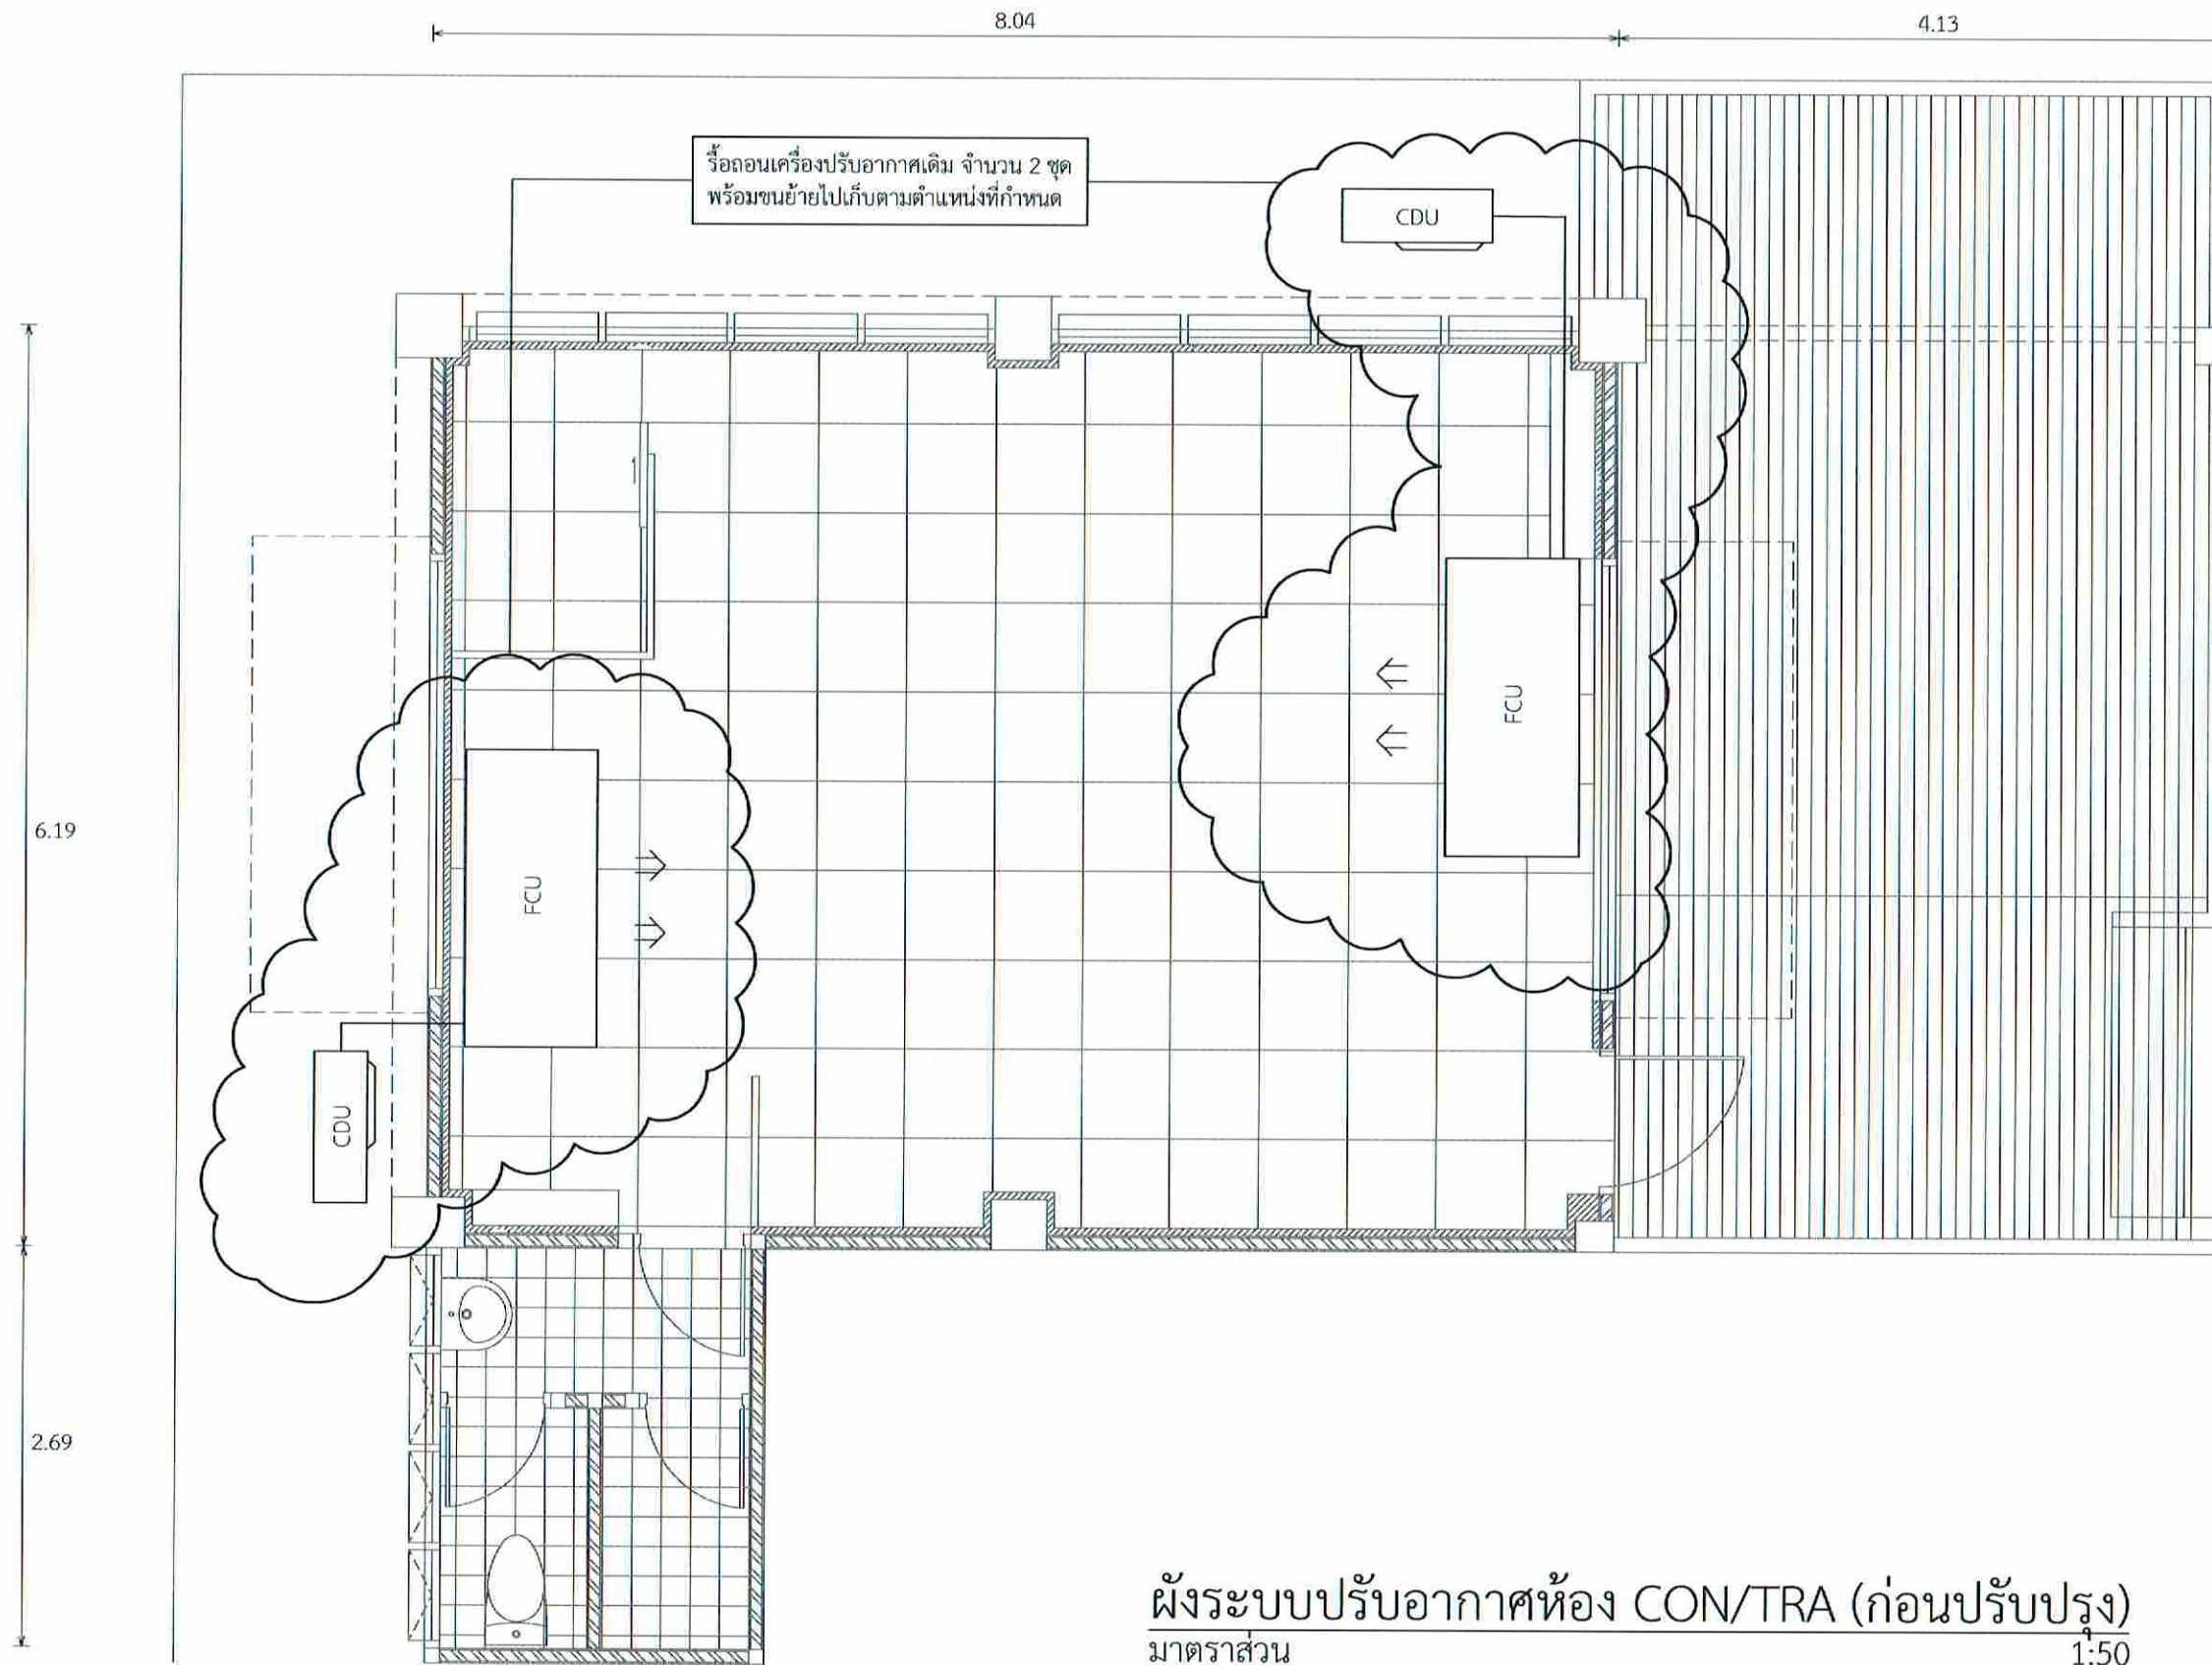 8.04
4.13
รื้อถอนเครื่องปรับอากาศเดิม จำนวน 2 ชุด
พร้อมขนย้ายไปเก็บตามตำแหน่งที่กำหนด
CDU
FCU
6.19
FCU
CDU
2.69
ผังระบบปรับอากาศห้อง CON/TRA (ก่อนปรับปรุง)
มาตราส่วน 1:50